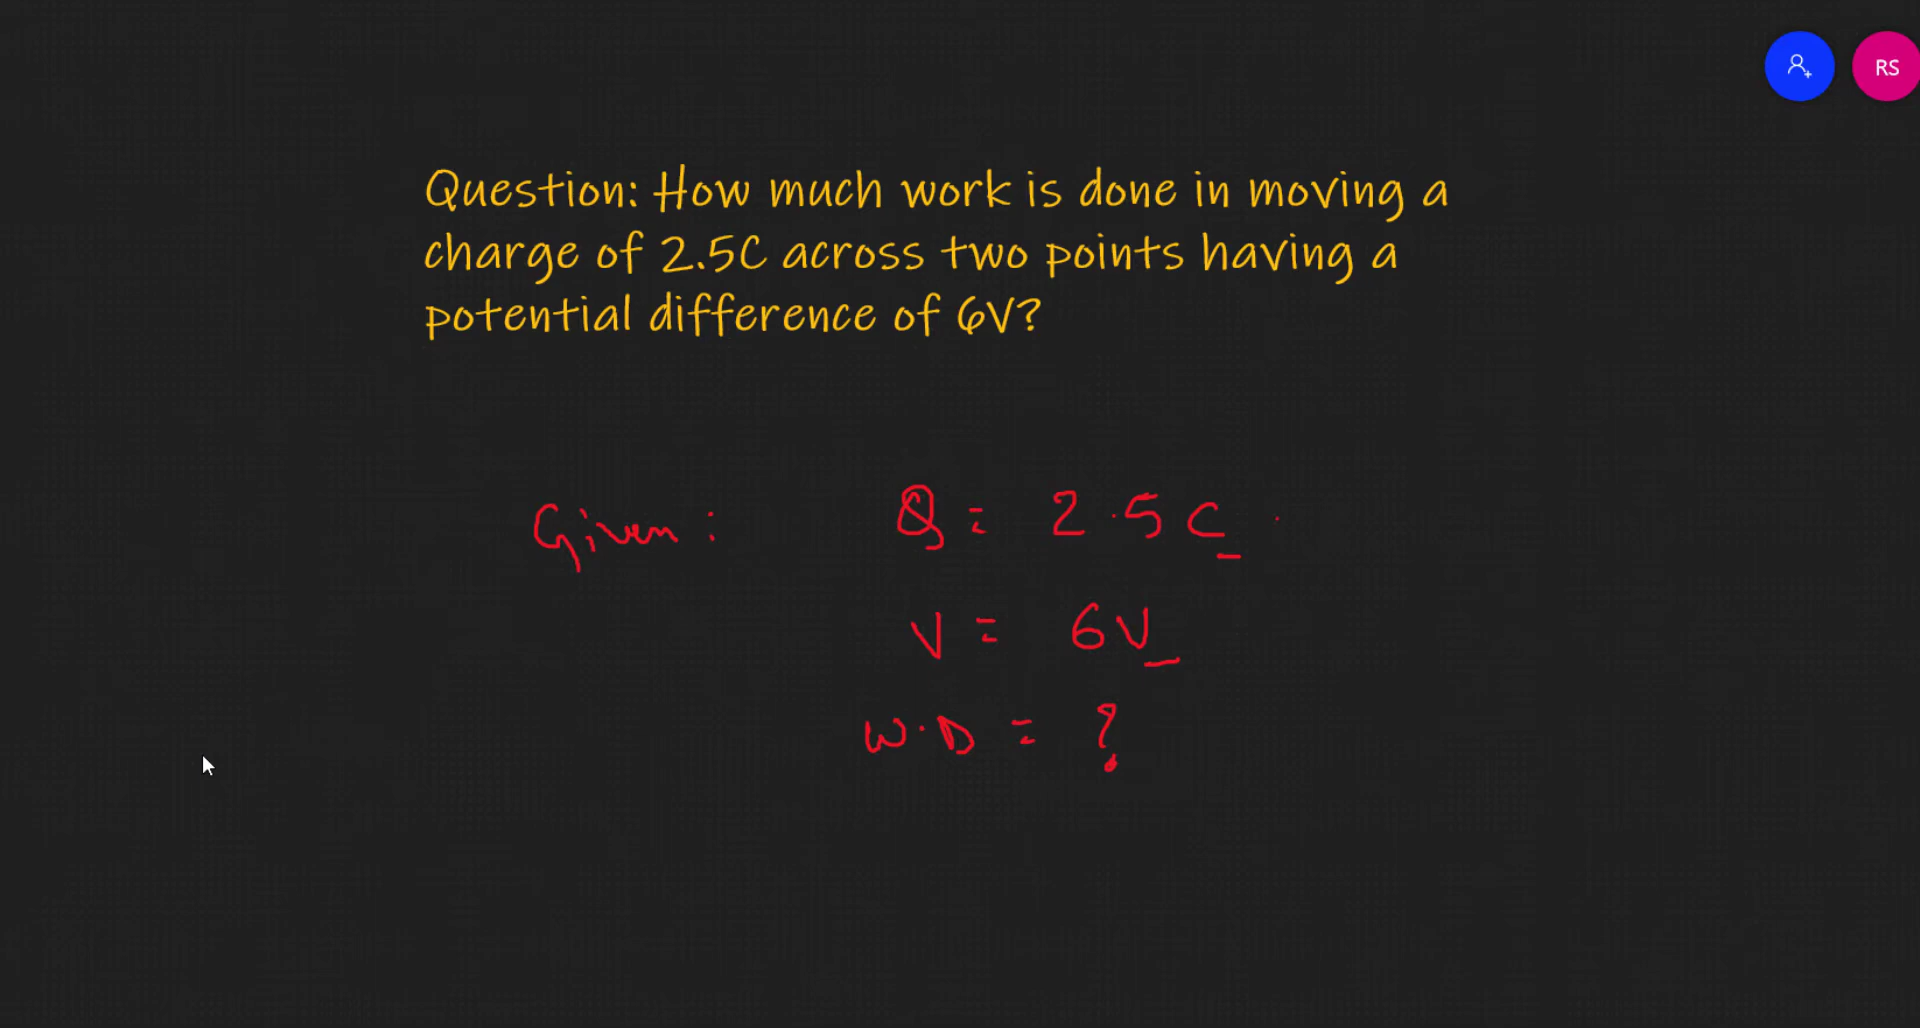 RS
Question: How much work is done in moving a
charge of 2.5C across two points having a
potential difference of 6V?
Given: Q = 2.5 C
V = 6V
W.D = ?